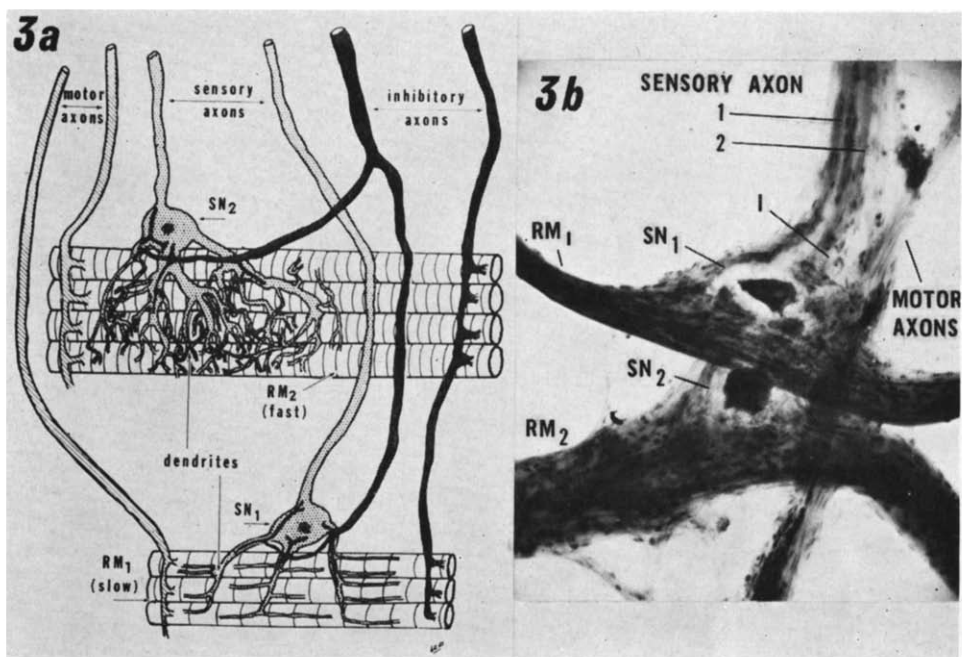 3a
motor
axons
sensory
axons
inhibitory
axons
SN2
RM2
(fast)
dendrites
SN1
RM1
(slow)
3b
SENSORY AXON
1
2
I
RM1
SN1
MOTOR
AXONS
SN2
RM2